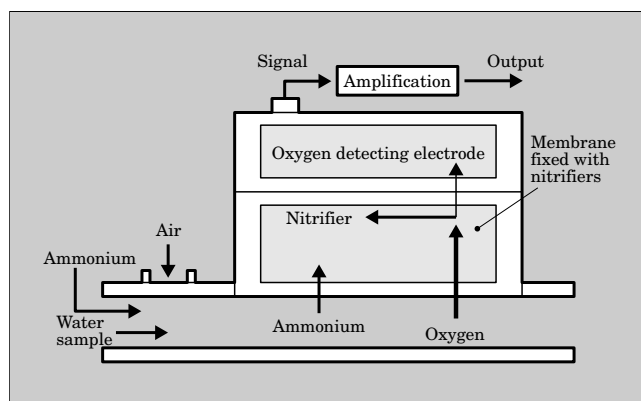 Signal
Amplification
Output
Oxygen detecting electrode
Membrane
fixed with
nitrifiers
Nitrifier
Air
Ammonium
Water
sample
Ammonium
Oxygen